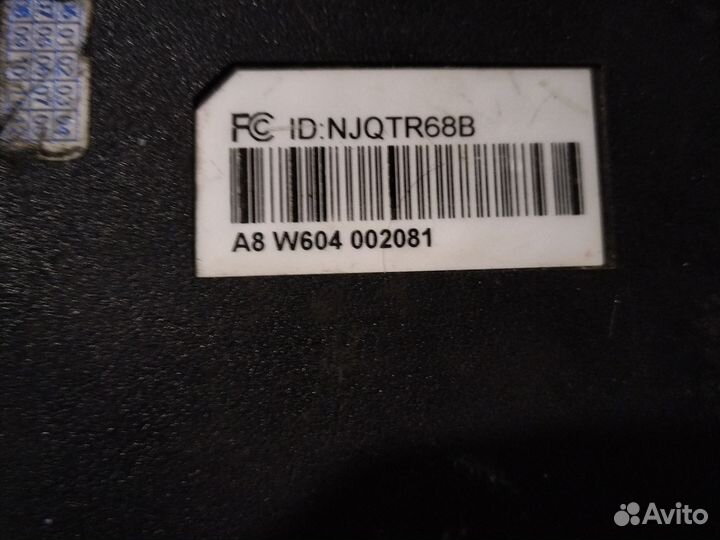 FC ID:NJQTR68B
A8 W604 002081
Avito